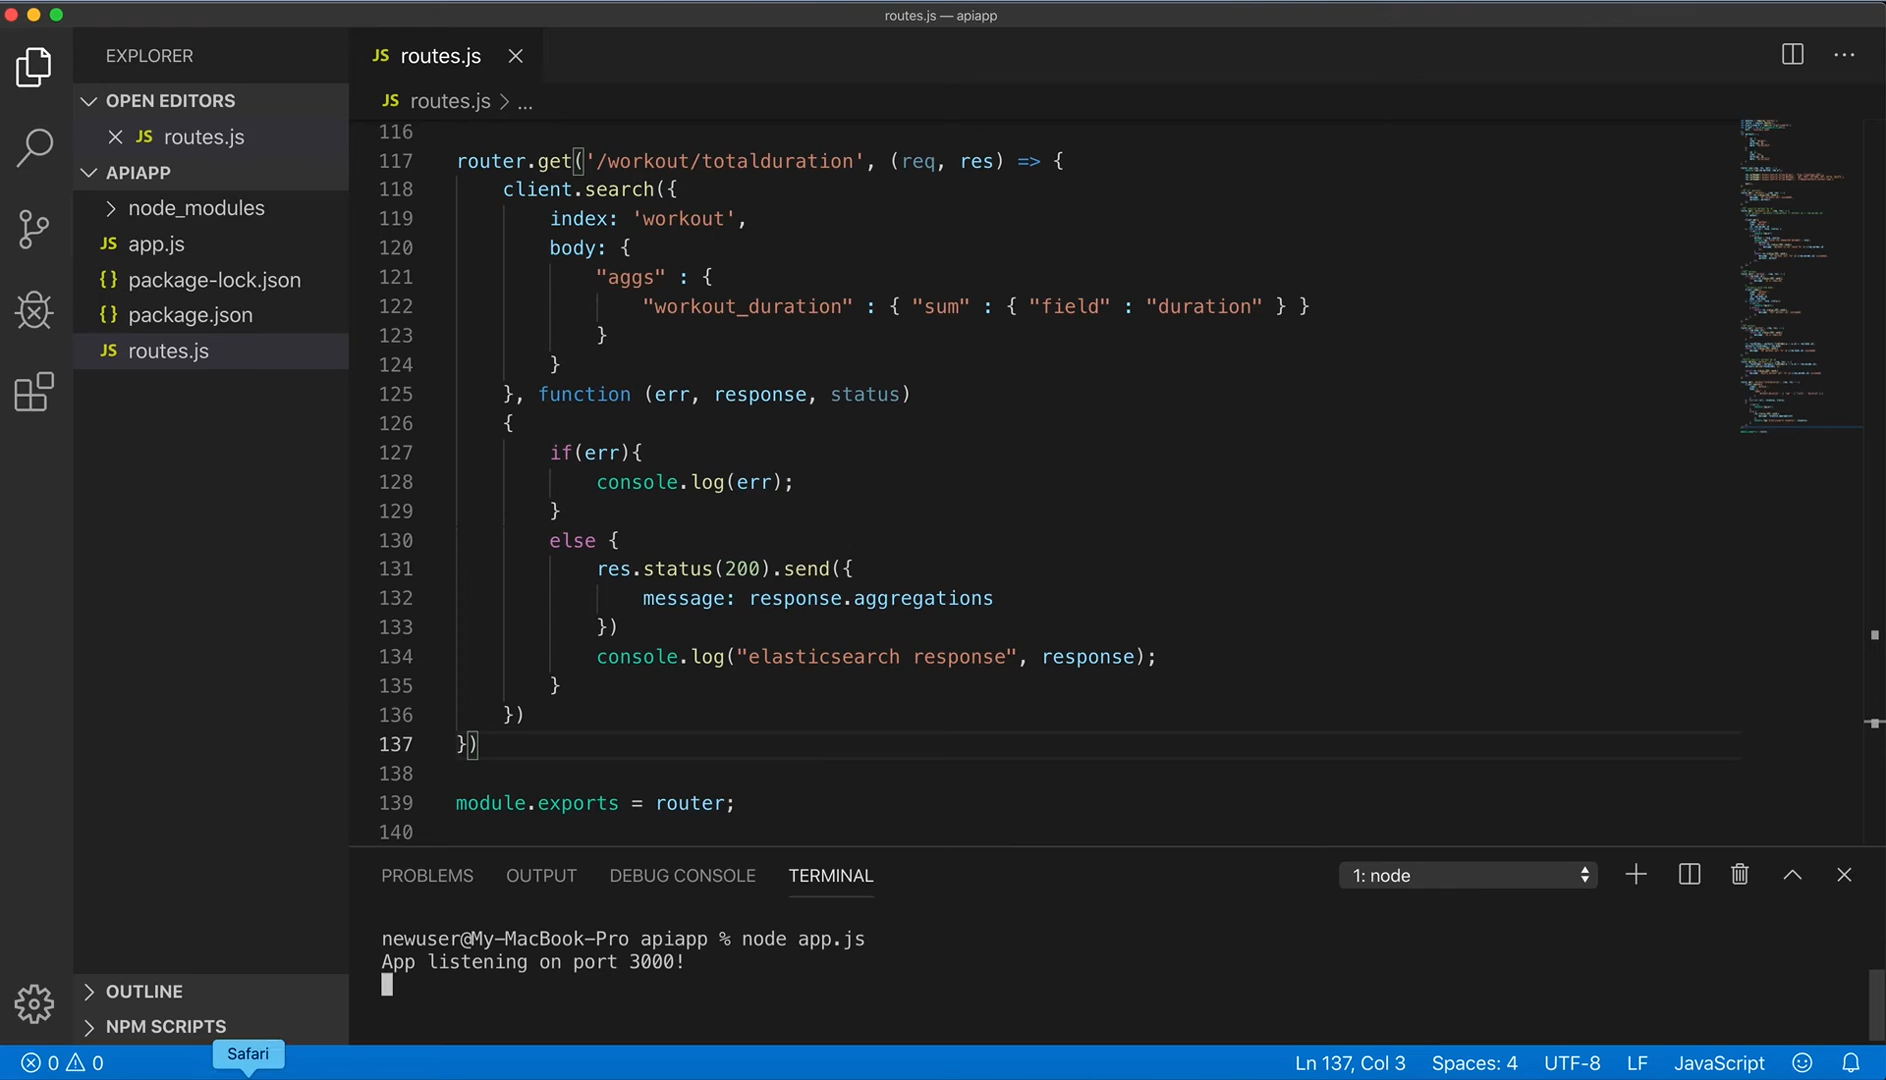 routes.js — apiapp
EXPLORER
OPEN EDITORS
JS routes.js
APIAPP
node_modules
JS app.js
{} package-lock.json
{} package.json
JS routes.js
OUTLINE
NPM SCRIPTS
JS routes.js
JS routes.js > ...
116
117 router.get('/workout/totalduration', (req, res) => {
118 client.search({
119 index: 'workout',
120 body: {
121 "aggs" : {
122 "workout_duration" : { "sum" : { "field" : "duration" } }
123 }
124 }
125 }, function (err, response, status)
126 {
127 if(err){
128 console.log(err);
129 }
130 else {
131 res.status(200).send({
132 message: response.aggregations
133 })
134 console.log("elasticsearch response", response);
135 }
136 })
137 })
138
139 module.exports = router;
140
PROBLEMS OUTPUT DEBUG CONSOLE TERMINAL 1: node
newuser@My-MacBook-Pro apiapp % node app.js
App listening on port 3000!
Safari
0 0 Ln 137, Col 3 Spaces: 4 UTF-8 LF JavaScript